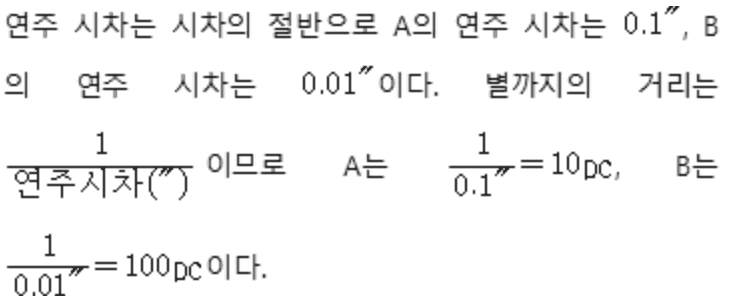 연주 시차는 시차의 절반으로 A의 연주 시차는 0.1″, B
의 연주 시차는 0.01″이다. 별까지의 거리는
1/연주시차(″) 이므로 A는 1/0.1″=10pc, B는
1/0.01″=100pc이다.